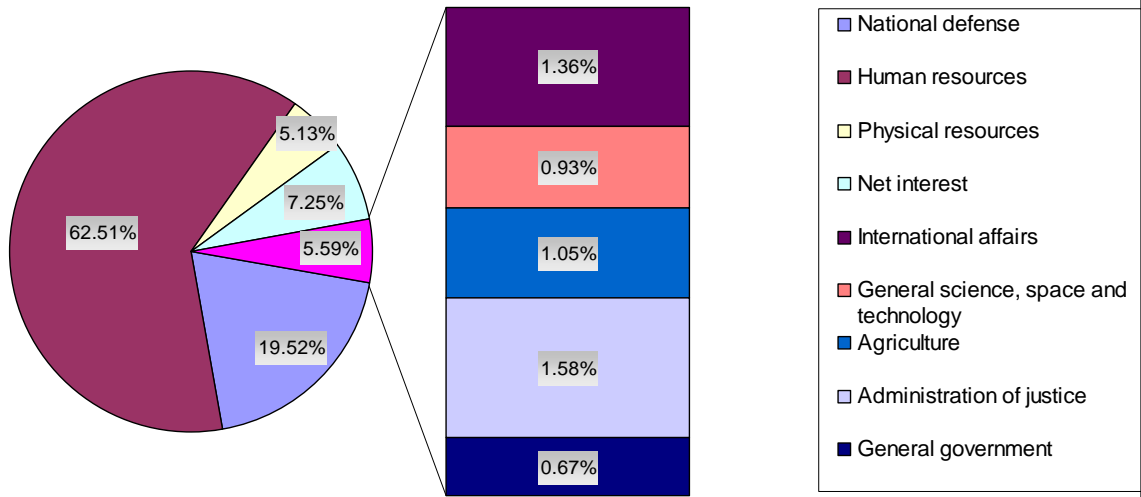 62.51%
5.13%
7.25%
5.59%
19.52%
1.36%
0.93%
1.05%
1.58%
0.67%
National defense
Human resources
Physical resources
Net interest
International affairs
General science, space and
technology
Agriculture
Administration of justice
General government